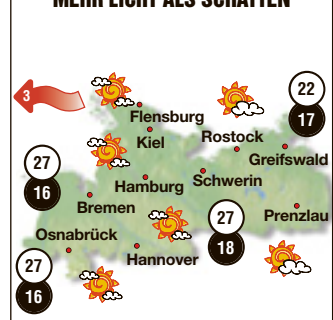 MEHR LICHT ALS SCHATTEN
3
22
17
Flensburg
Kiel
Rostock
Greifswald
27
16
Hamburg
Schwerin
Bremen
27
18
Prenzlau
Osnabrück
Hannover
27
16